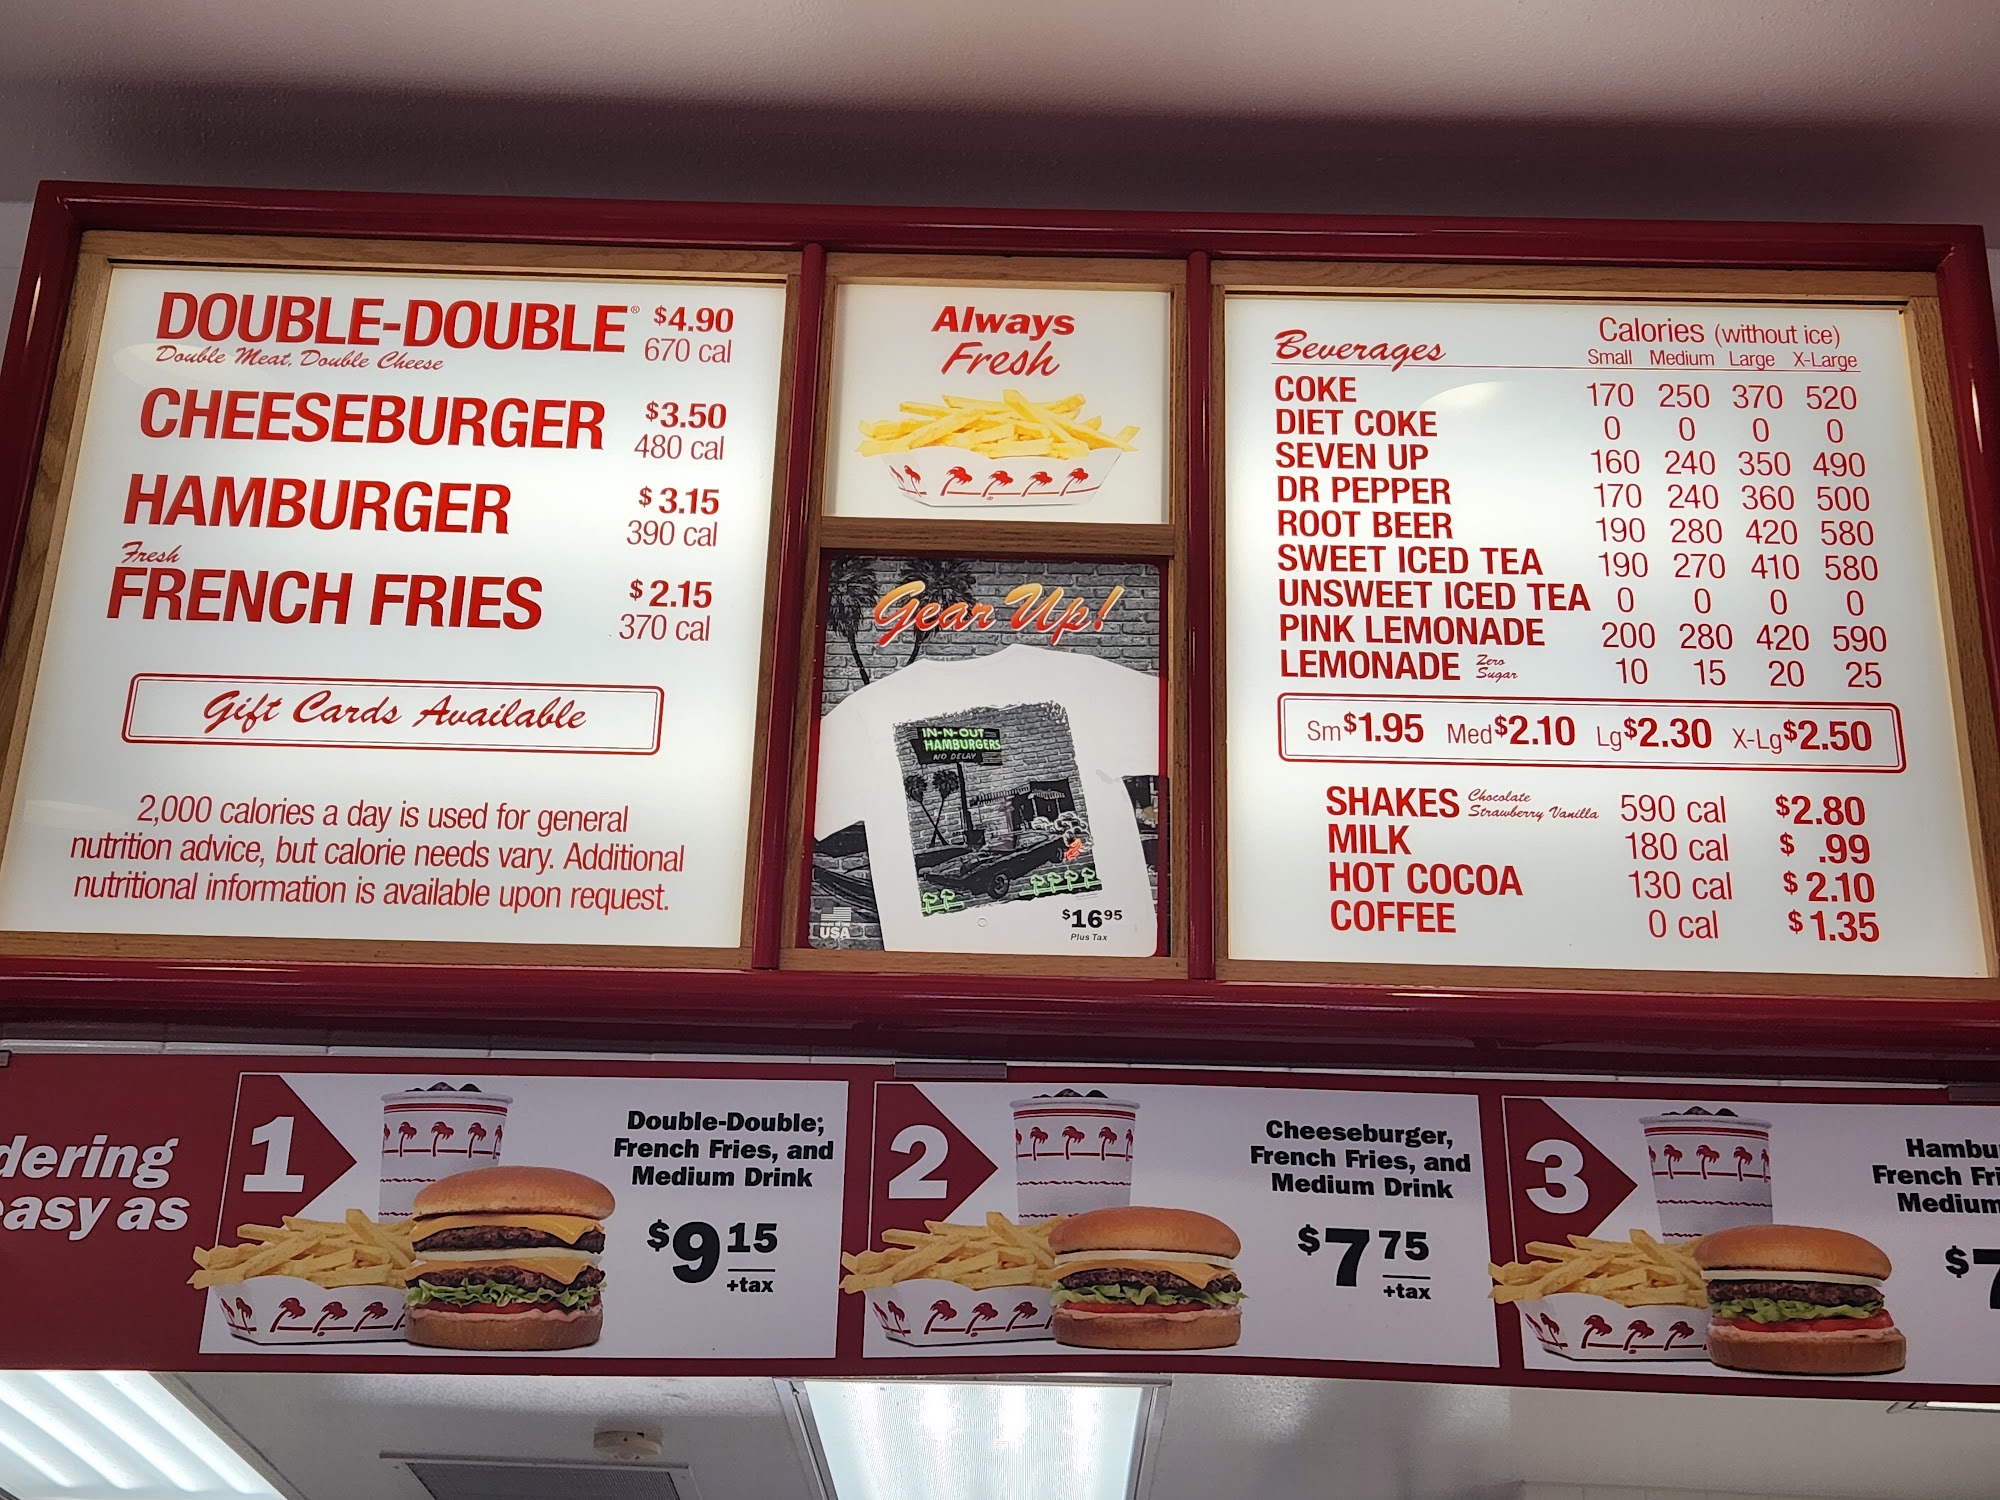 DOUBLE-DOUBLE® $4.90
Double Meat. Double Cheese 670 cal
CHEESEBURGER $3.50
480 cal
HAMBURGER $3.15
390 cal
Fresh
FRENCH FRIES $2.15
370 cal
Gift Cards Available
2,000 calories a day is used for general
nutrition advice, but calorie needs vary. Additional
nutritional information is available upon request.
Always
Fresh
Gear Up!
IN-N-OUT
HAMBURGERS
NO DELAY
USA
$16.95
Plus Tax
Beverages Calories (without ice)
Small Medium Large X-Large
COKE 170 250 370 520
DIET COKE 0 0 0 0
SEVEN UP 160 240 350 490
DR PEPPER 170 240 360 500
ROOT BEER 190 280 420 580
SWEET ICED TEA 190 270 410 580
UNSWEET ICED TEA 0 0 0 0
PINK LEMONADE 200 280 420 590
LEMONADE Zero Sugar 10 15 20 25
Sm $1.95 Med $2.10 Lg $2.30 X-Lg $2.50
SHAKES Chocolate Strawberry Vanilla 590 cal $2.80
MILK 180 cal $ .99
HOT COCOA 130 cal $2.10
COFFEE 0 cal $1.35
dering
easy as
1
Double-Double;
French Fries, and
Medium Drink
$9 15
+tax
2
Cheeseburger,
French Fries, and
Medium Drink
$7 75
+tax
3
Hambu
French Fri
Medium
$7